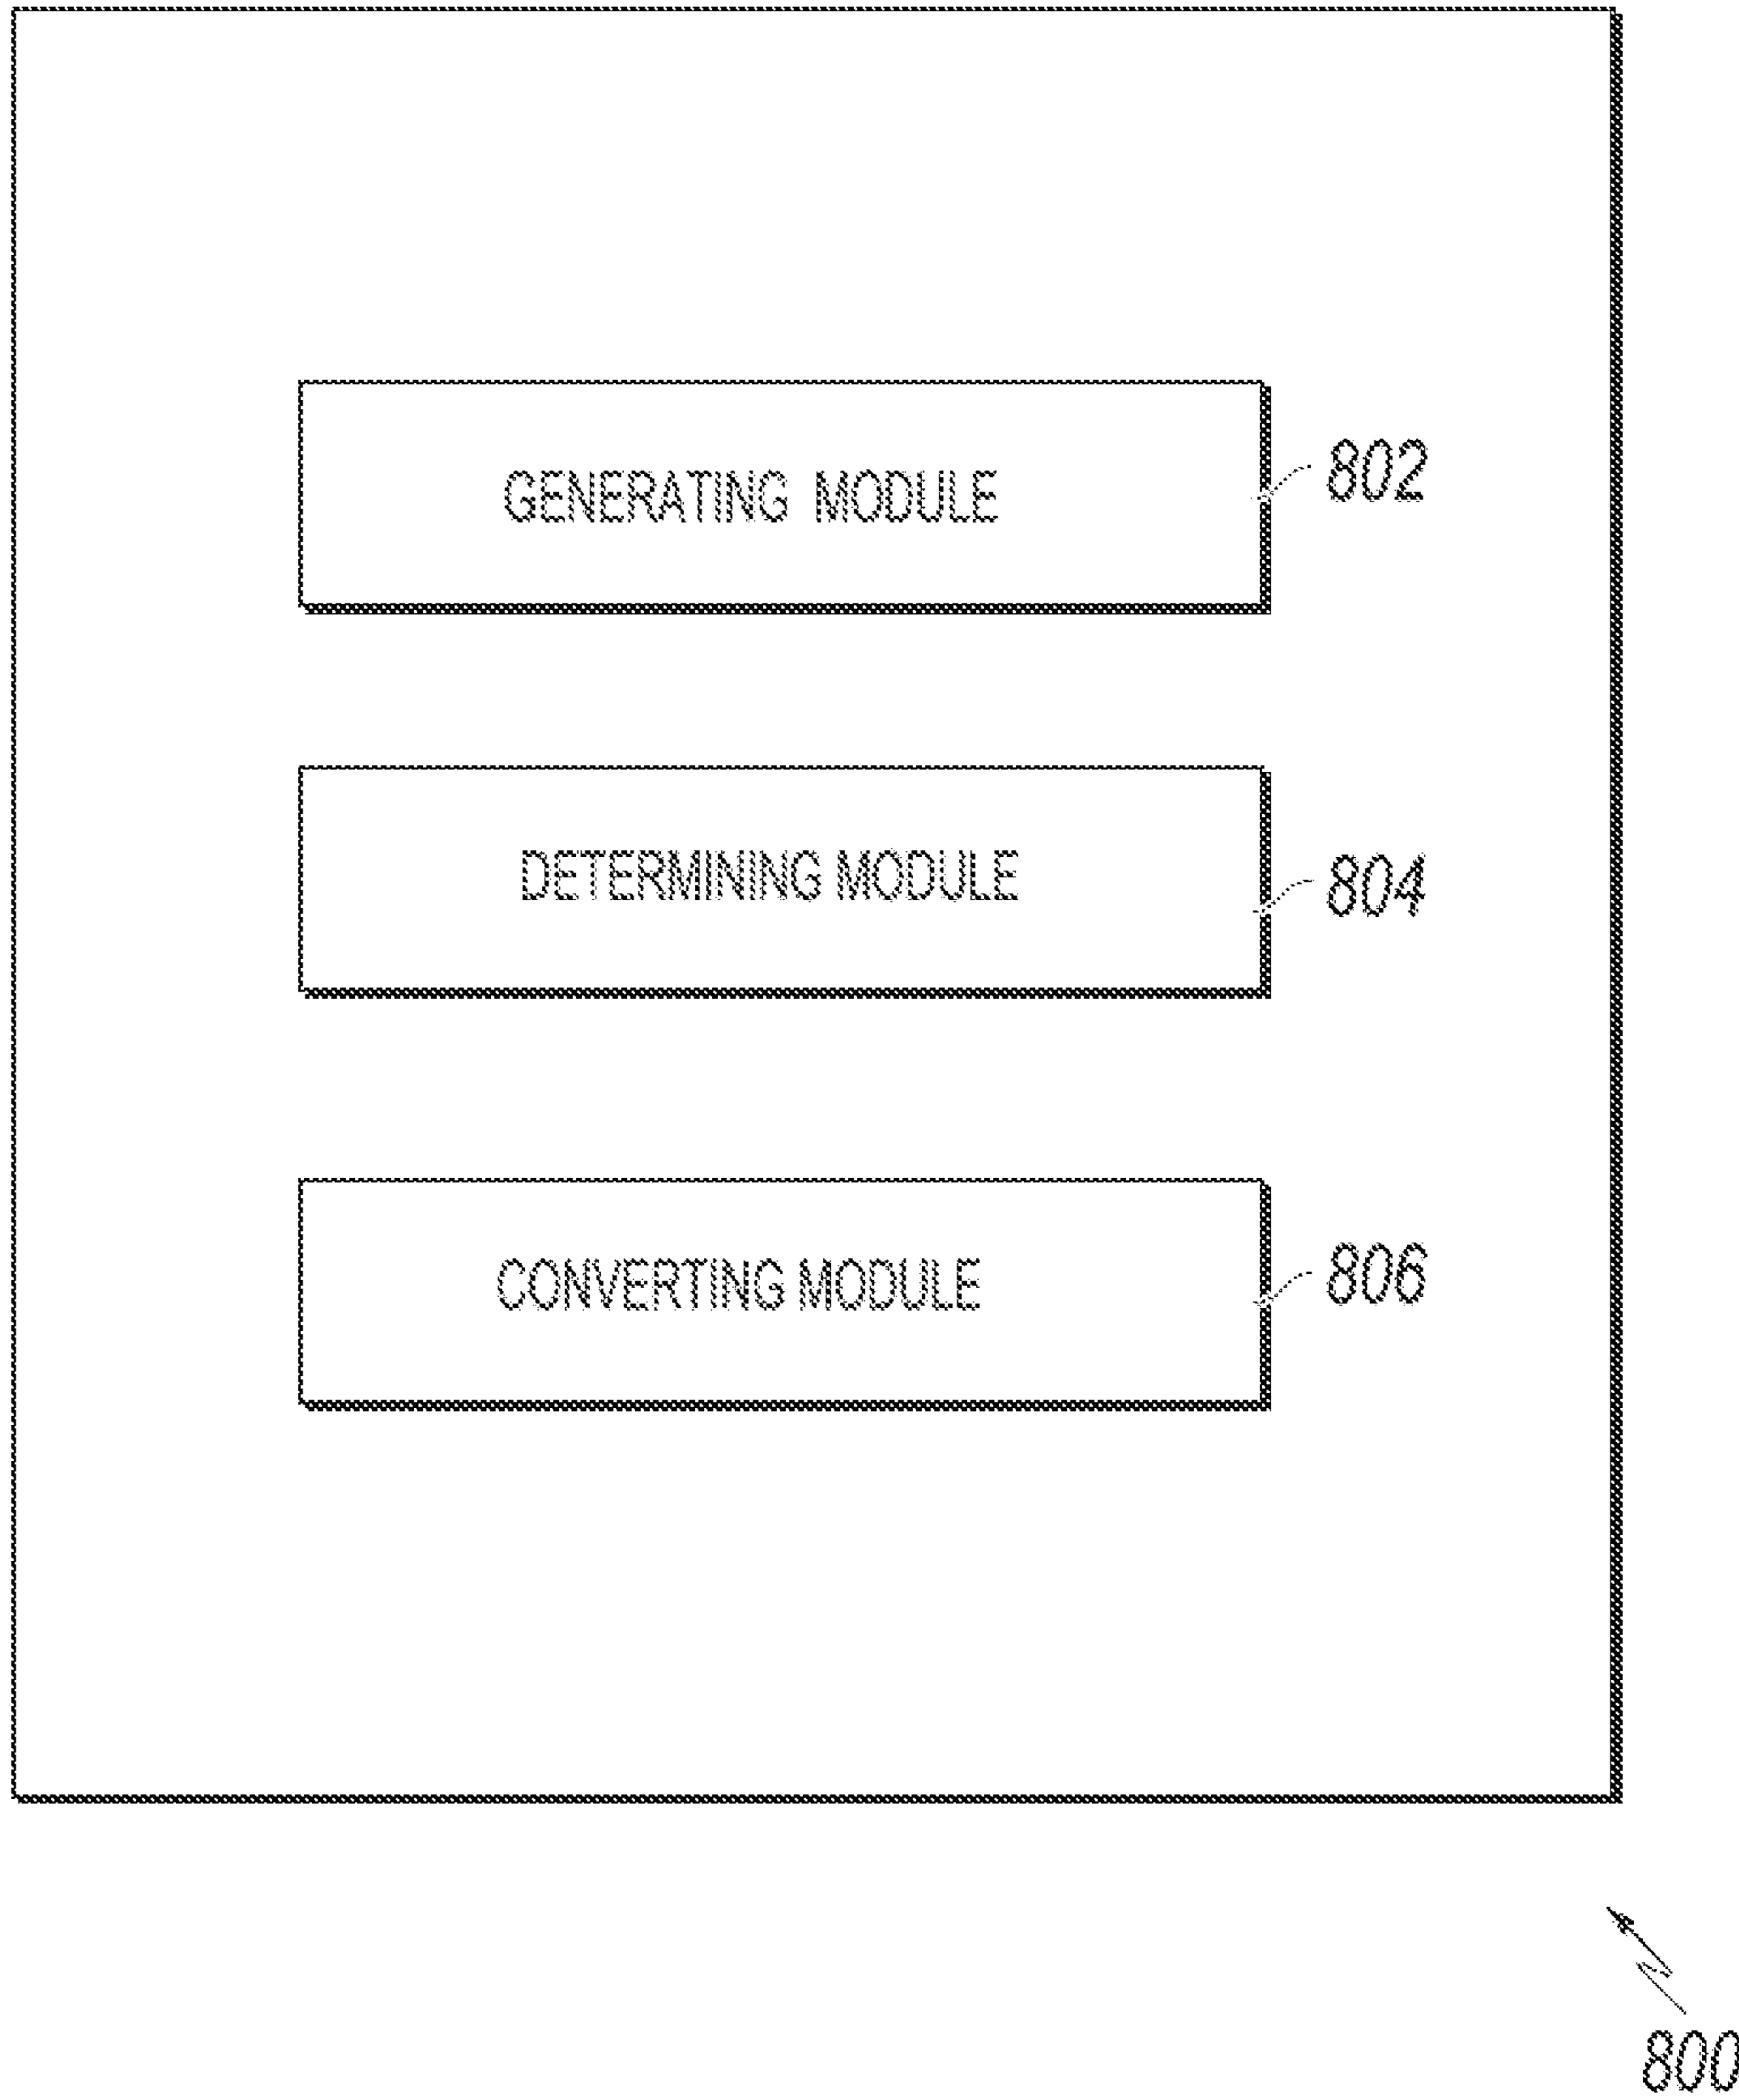 GENERATING MODULE
802
DETERMINING MODULE
804
CONVERTING MODULE
806
800